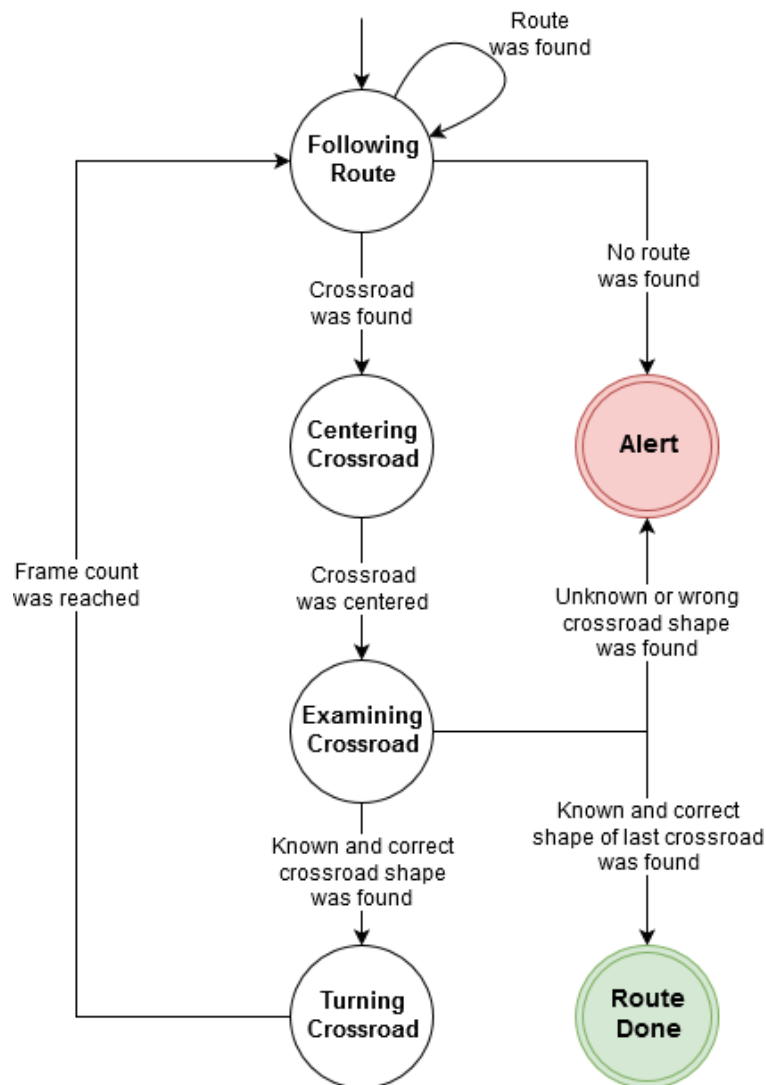 Route
was found
Following
Route
No route
was found
Crossroad
was found
Centering
Crossroad
Alert
Frame count
was reached
Crossroad
was centered
Unknown or wrong
crossroad shape
was found
Examining
Crossroad
Known and correct
crossroad shape
was found
Known and correct
shape of last crossroad
was found
Turning
Crossroad
Route
Done